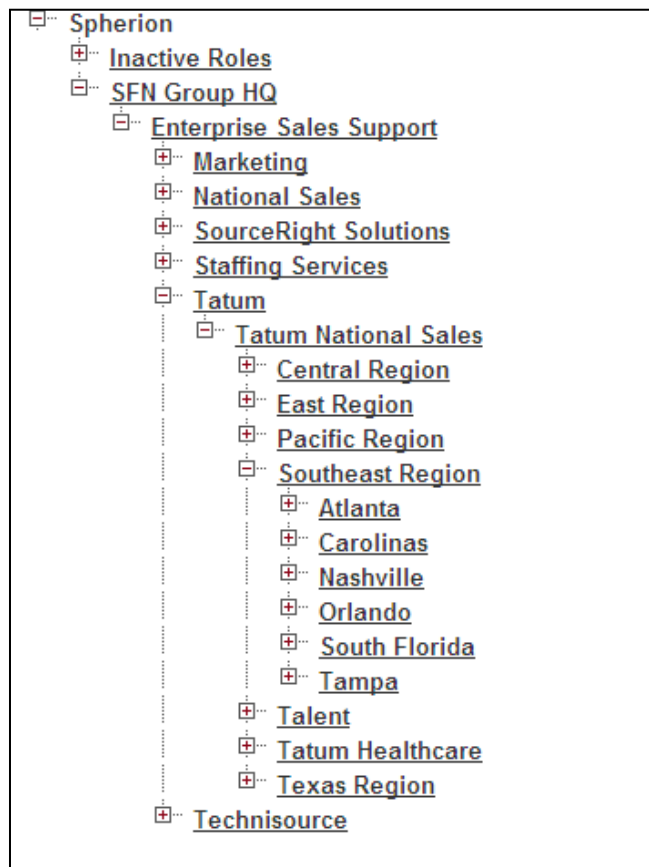 Spherion
Inactive Roles
SFN Group HQ
Enterprise Sales Support
Marketing
National Sales
SourceRight Solutions
Staffing Services
Tatum
Tatum National Sales
Central Region
East Region
Pacific Region
Southeast Region
Atlanta
Carolinas
Nashville
Orlando
South Florida
Tampa
Talent
Tatum Healthcare
Texas Region
Technisource